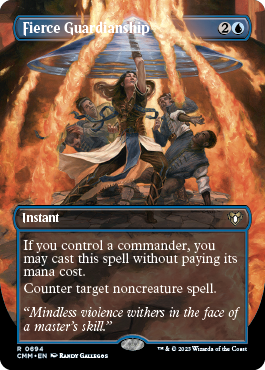 Fierce Guardianship 2
Instant
If you control a commander, you
may cast this spell without paying its
mana cost.
Counter target noncreature spell.
“Mindless violence withers in the face of
a master’s skill.”
R 0694
CMM • EN Randy Gallegos
™ & © 2023 Wizards of the Coast